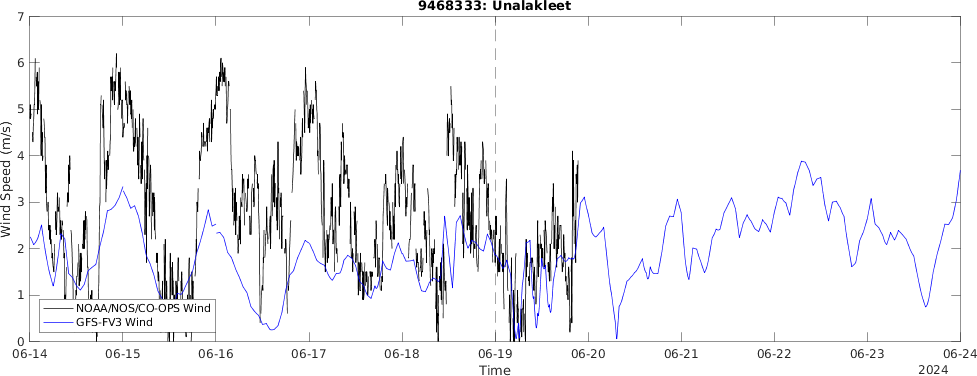 9468333: Unalakleet
7
6
5
4
3
2
1
0
Wind Speed (m/s)
NOAA/NOS/CO-OPS Wind
GFS-FV3 Wind
06-14 06-15 06-16 06-17 06-18 06-19 06-20 06-21 06-22 06-23 06-24
Time
2024